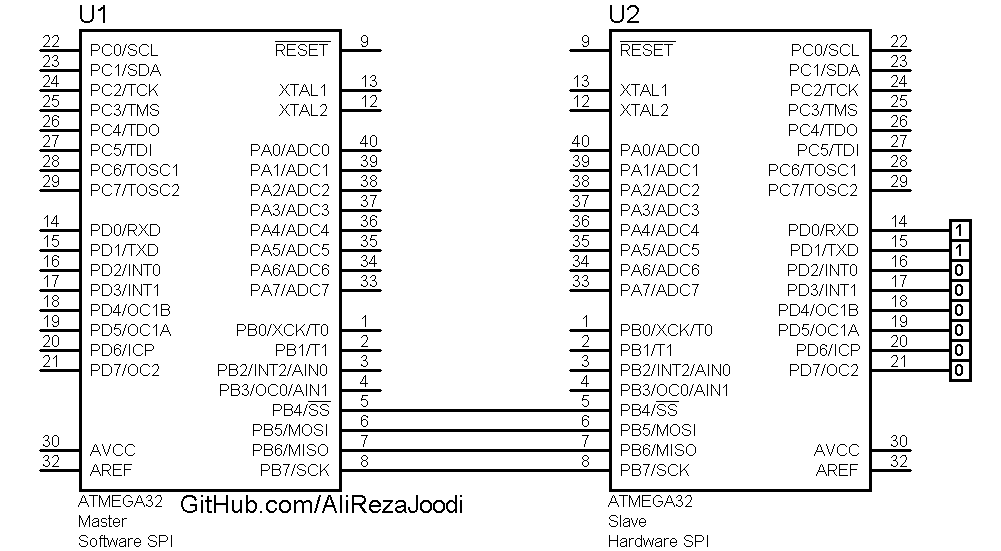 U1 U2
22 PC0/SCL RESET 9 9 RESET PC0/SCL 22
23 PC1/SDA PC1/SDA 23
24 PC2/TCK XTAL1 13 13 XTAL1 PC2/TCK 24
25 PC3/TMS XTAL2 12 12 XTAL2 PC3/TMS 25
26 PC4/TDO PC4/TDO 26
27 PC5/TDI PA0/ADC0 40 40 PA0/ADC0 PC5/TDI 27
28 PC6/TOSC1 PA1/ADC1 39 39 PA1/ADC1 PC6/TOSC1 28
29 PC7/TOSC2 PA2/ADC2 38 38 PA2/ADC2 PC7/TOSC2 29
PA3/ADC3 37 37 PA3/ADC3
14 PD0/RXD PA4/ADC4 36 36 PA4/ADC4 PD0/RXD 14 1
15 PD1/TXD PA5/ADC5 35 35 PA5/ADC5 PD1/TXD 15 1
16 PD2/INT0 PA6/ADC6 34 34 PA6/ADC6 PD2/INT0 16 0
17 PD3/INT1 PA7/ADC7 33 33 PA7/ADC7 PD3/INT1 17 0
18 PD4/OC1B PD4/OC1B 18 0
19 PD5/OC1A PB0/XCK/T0 1 1 PB0/XCK/T0 PD5/OC1A 19 0
20 PD6/ICP PB1/T1 2 2 PB1/T1 PD6/ICP 20 0
21 PD7/OC2 PB2/INT2/AIN0 3 3 PB2/INT2/AIN0 PD7/OC2 21 0
PB3/OC0/AIN1 4 4 PB3/OC0/AIN1
PB4/SS 5 5 PB4/SS
PB5/MOSI 6 6 PB5/MOSI
30 AVCC PB6/MISO 7 7 PB6/MISO AVCC 30
32 AREF PB7/SCK 8 8 PB7/SCK AREF 32
ATMEGA32 GitHub.com/AliRezaJoodi ATMEGA32
Master Slave
Software SPI Hardware SPI